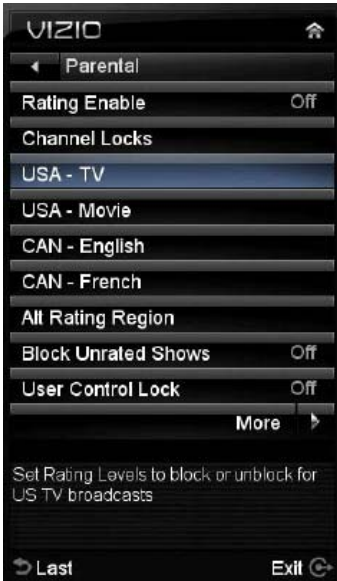 VIZIO
Parental
Rating Enable Off
Channel Locks
USA - TV
USA - Movie
CAN - English
CAN - French
Alt Rating Region
Block Unrated Shows Off
User Control Lock Off
More
Set Rating Levels to block or unblock for
US TV broadcasts
Last Exit